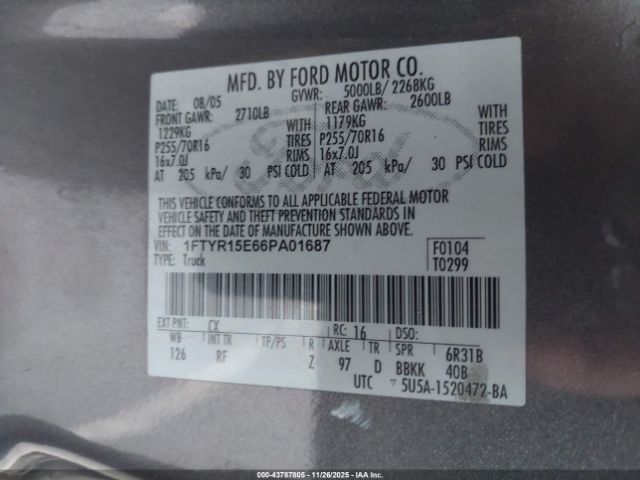 MFD. BY FORD MOTOR CO.
DATE: 08/05 GVWR: 5000LB/ 2268KG
FRONT GAWR: 2710LB REAR GAWR: 2600LB
1229KG WITH 1179KG WITH
P255/70R16 TIRES P255/70R16 TIRES
16x7.0J RIMS 16x7.0J RIMS
AT 205 kPa/ 30 PSI COLD AT 205 kPa/ 30 PSI COLD
Ford
THIS VEHICLE CONFORMS TO ALL APPLICABLE FEDERAL MOTOR
VEHICLE SAFETY AND THEFT PREVENTION STANDARDS IN
EFFECT ON THE DATE OF MANUFACTURE SHOWN ABOVE.
VIN: 1FTYR15E66PA01687 F0104
TYPE: Truck T0299
EXT PNT: CX RC: 16 DSO:
WB INT TR TP/PS R AXLE TR SPR 6R31B
126 RF Z 97 D BBKK 40B
UTC 5U5A-1520472-BA
000-43787805 - 11/26/2025 - IAAI.COM